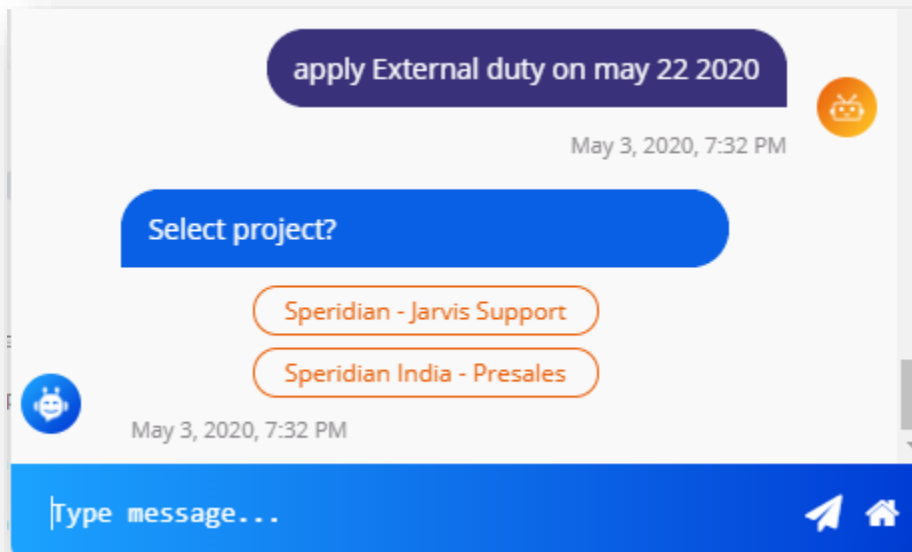 apply External duty on may 22 2020
May 3, 2020, 7:32 PM
Select project?
Speridian - Jarvis Support
Speridian India - Presales
May 3, 2020, 7:32 PM
Type message...